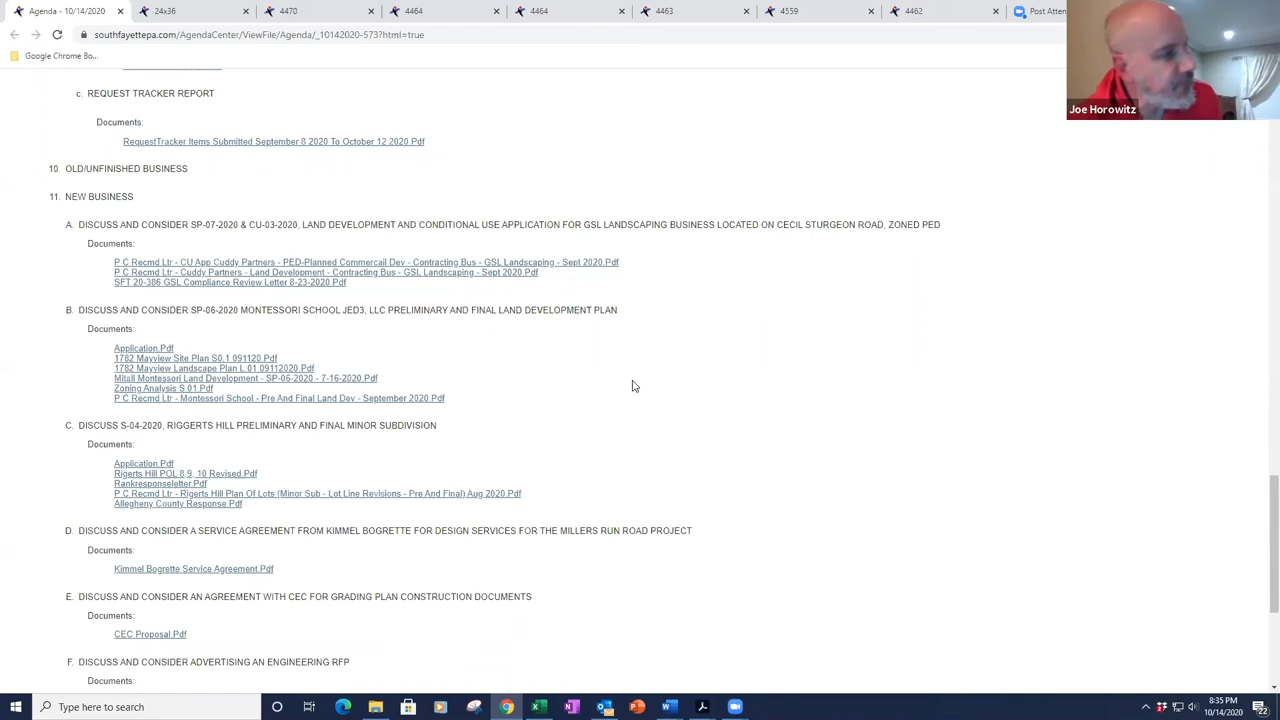 Agenda - 10/14/2020
24x36
4470
4464
4464
4463
4559
4462
Post Atten
southfayettepa.com/AgendaCenter/ViewFile/Agenda/_10142020-573?html=true
Google Chrome Bo...
Joe Horowitz
c. REQUEST TRACKER REPORT
Documents:
RequestTracker Items Submitted September 8 2020 To October 12 2020.Pdf
10. OLD/UNFINISHED BUSINESS
11. NEW BUSINESS
A. DISCUSS AND CONSIDER SP-07-2020 & CU-03-2020, LAND DEVELOPMENT AND CONDITIONAL USE APPLICATION FOR GSL LANDSCAPING BUSINESS LOCATED ON CECIL STURGEON ROAD, ZONED PED
Documents:
P C Recmd Ltr - CU App Cuddy Partners - PED-Planned Commercail Dev - Contracting Bus - GSL Landscaping - Sept 2020.Pdf
P C Recmd Ltr - Cuddy Partners - Land Development - Contracting Bus - GSL Landscaping - Sept 2020.Pdf
SFT 20-386 GSL Compliance Review Letter 8-23-2020.Pdf
B. DISCUSS AND CONSIDER SP-06-2020 MONTESSORI SCHOOL JED3, LLC PRELIMINARY AND FINAL LAND DEVELOPMENT PLAN
Documents:
Application.Pdf
1782 Mayview Site Plan S0.1 091120.Pdf
1782 Mayview Landscape Plan L.01 09112020.Pdf
Mitall Montessori Land Development - SP-06-2020 - 7-16-2020.Pdf
Zoning Analysis S.01.Pdf
P C Recmd Ltr - Montessori School - Pre And Final Land Dev - September 2020.Pdf
C. DISCUSS S-04-2020, RIGGERTS HILL PRELIMINARY AND FINAL MINOR SUBDIVISION
Documents:
Application.Pdf
Rigerts Hill POL 8,9, 10 Revised.Pdf
Rankresponseletter.Pdf
P C Recmd Ltr - Rigerts Hill Plan Of Lots (Minor Sub - Lot Line Revisions - Pre And Final) Aug 2020.Pdf
Allegheny County Response.Pdf
D. DISCUSS AND CONSIDER A SERVICE AGREEMENT FROM KIMMEL BOGRETTE FOR DESIGN SERVICES FOR THE MILLERS RUN ROAD PROJECT
Documents:
Kimmel Bogrette Service Agreement.Pdf
E. DISCUSS AND CONSIDER AN AGREEMENT WITH CEC FOR GRADING PLAN CONSTRUCTION DOCUMENTS
Documents:
CEC Proposal.Pdf
F. DISCUSS AND CONSIDER ADVERTISING AN ENGINEERING RFP
Documents:
Type here to search
8:35 PM
10/14/2020
22